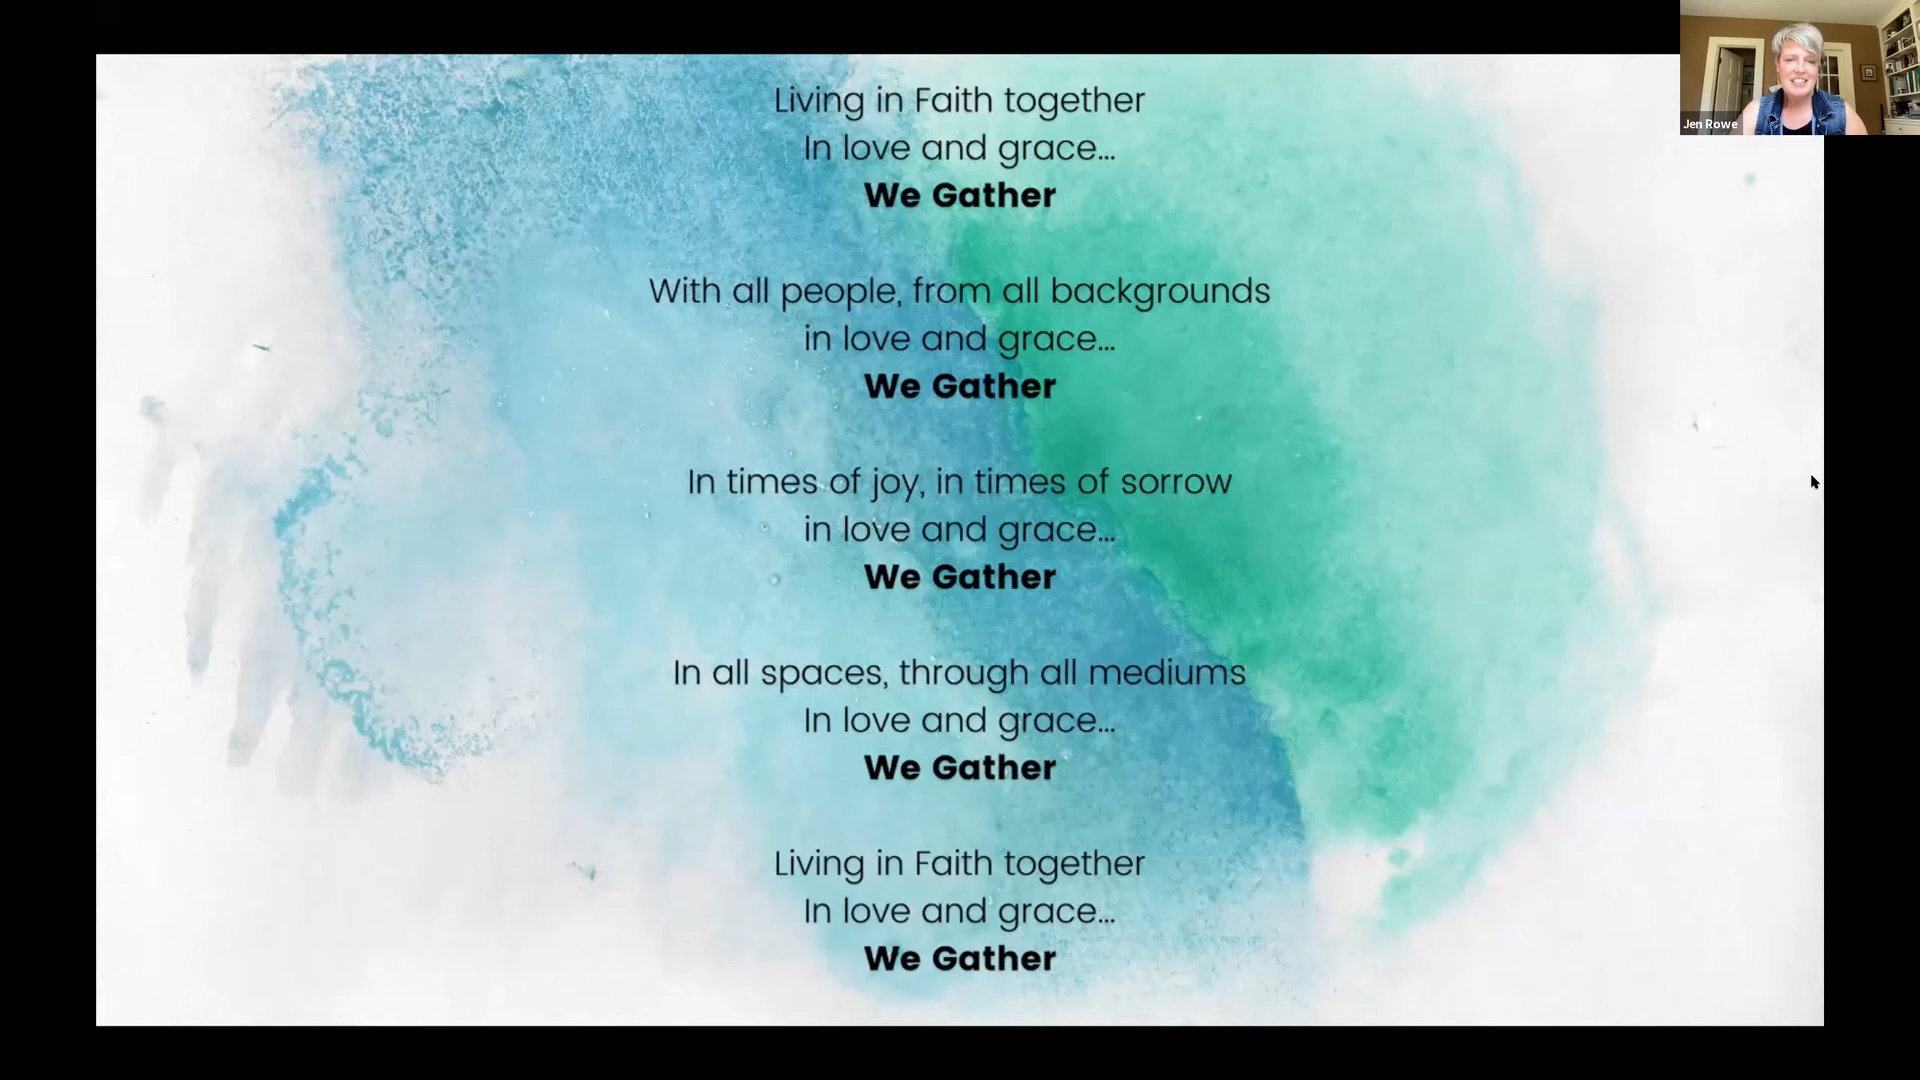 Living in Faith together
In love and grace...
We Gather
With all people, from all backgrounds
in love and grace...
We Gather
In times of joy, in times of sorrow
in love and grace...
We Gather
In all spaces, through all mediums
In love and grace...
We Gather
Living in Faith together
In love and grace...
We Gather
Jen Rowe